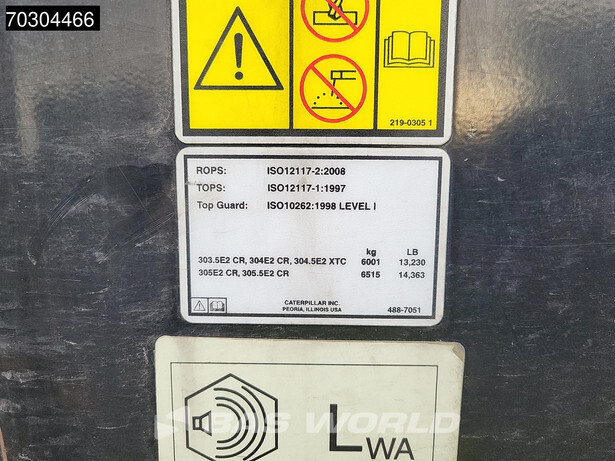 70304466
219-0305 1
ROPS: ISO12117-2:2008
TOPS: ISO12117-1:1997
Top Guard: ISO10262:1998 LEVEL I
kg LB
303.5E2 CR, 304E2 CR, 304.5E2 XTC 6001 13,230
305E2 CR, 305.5E2 CR 6515 14,363
CATERPILLAR INC.
PEORIA, ILLINOIS USA
488-7051
BAS WORLD
LWA